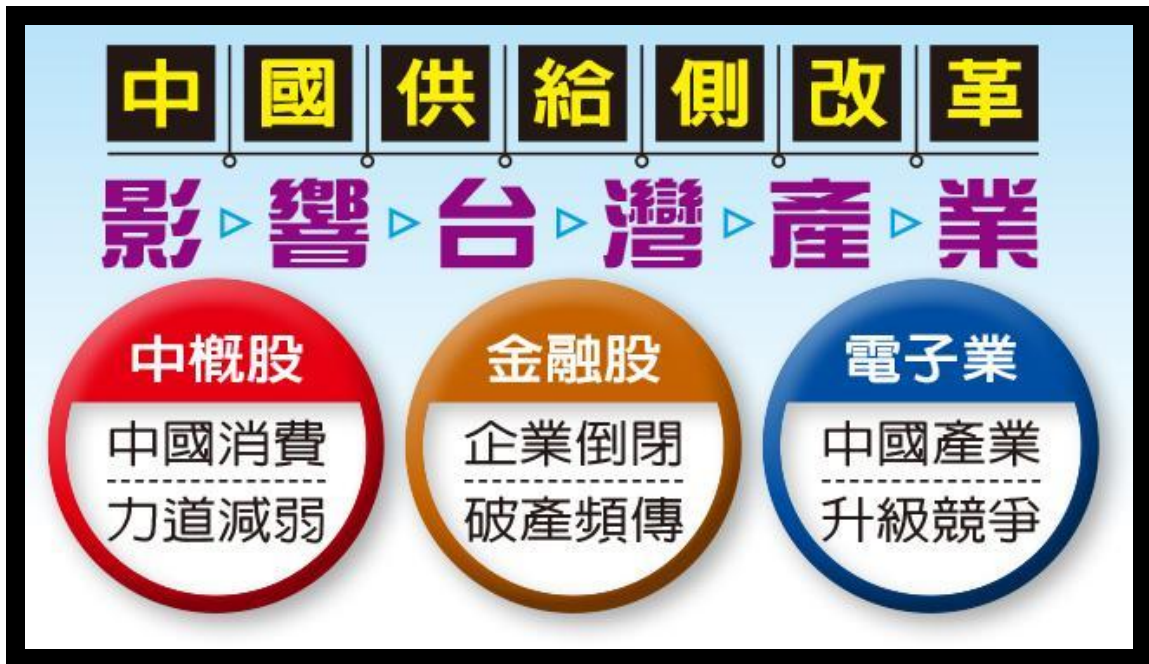 中國供給側改革
影響台灣產業
中概股
中國消費
力道減弱
金融股
企業倒閉
破產頻傳
電子業
中國產業
升級競爭